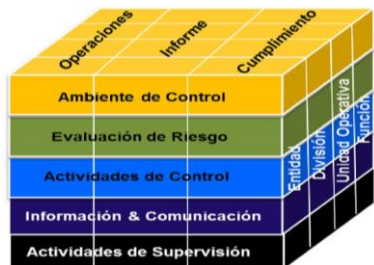 Operaciones
Informe
Cumplimiento
Ambiente de Control
Evaluación de Riesgo
Actividades de Control
Información & Comunicación
Actividades de Supervisión
Entidad
División
Unidad Operativa
Función